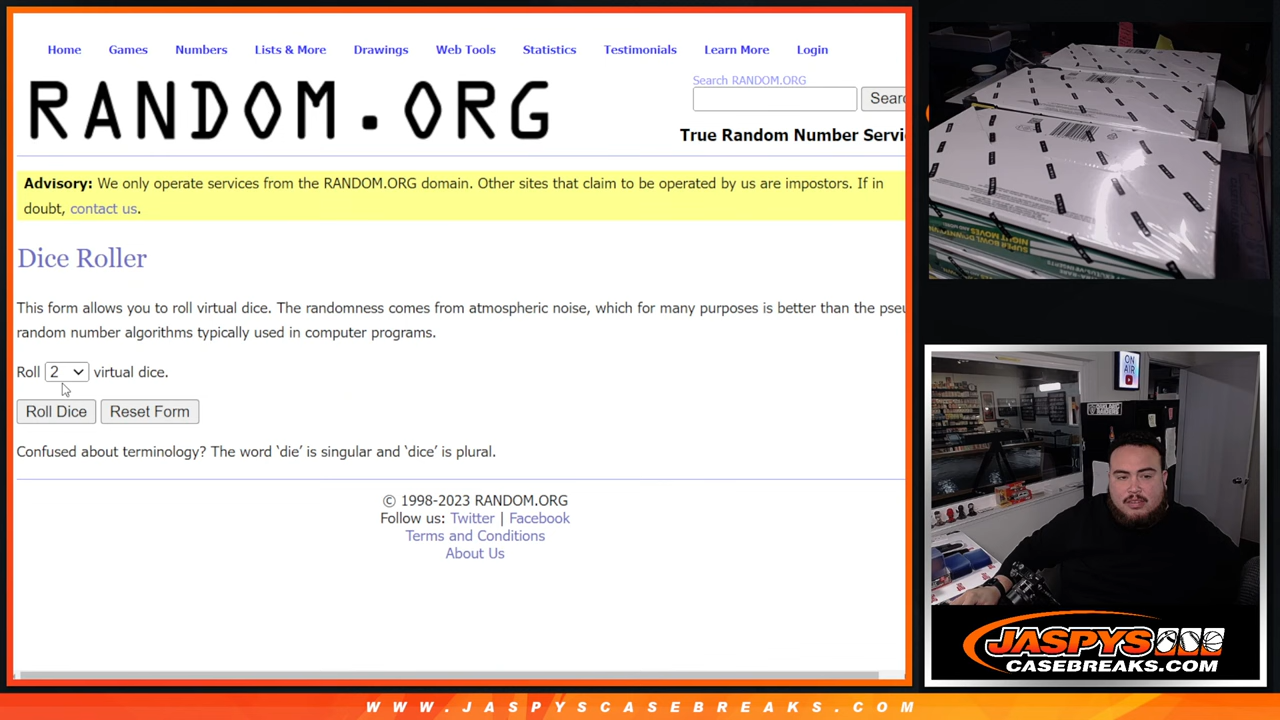 Home Games Numbers Lists & More Drawings Web Tools Statistics Testimonials Learn More Login
RANDOM.ORG
Search RANDOM.ORG
Searc
True Random Number Servi
Advisory: We only operate services from the RANDOM.ORG domain. Other sites that claim to be operated by us are impostors. If in
doubt, contact us.
Dice Roller
This form allows you to roll virtual dice. The randomness comes from atmospheric noise, which for many purposes is better than the pseu
random number algorithms typically used in computer programs.
Roll 2 virtual dice.
Roll Dice Reset Form
Confused about terminology? The word ‘die’ is singular and ‘dice’ is plural.
© 1998-2023 RANDOM.ORG
Follow us: Twitter | Facebook
Terms and Conditions
About Us
SUPER BOWL DOWNTOWN
NIGHT MOVES
ON
AIR
JASPYS
CASEBREAKS.COM
WWW.JASPYSCASEBREAKS.COM